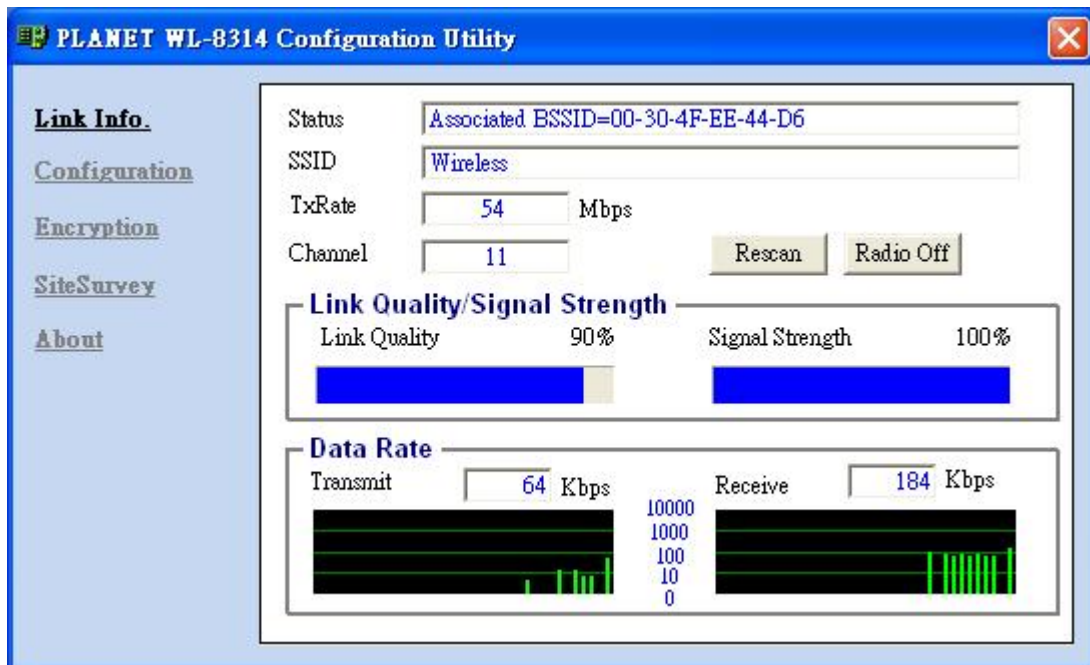 PLANET WL-8314 Configuration Utility
Link Info.
Configuration
Encryption
SiteSurvey
About
Status Associated BSSID=00-30-4F-EE-44-D6
SSID Wireless
TxRate 54 Mbps
Channel 11 Rescan Radio Off
Link Quality/Signal Strength
Link Quality 90% Signal Strength 100%
Data Rate
Transmit 64 Kbps Receive 184 Kbps
10000
1000
100
10
0